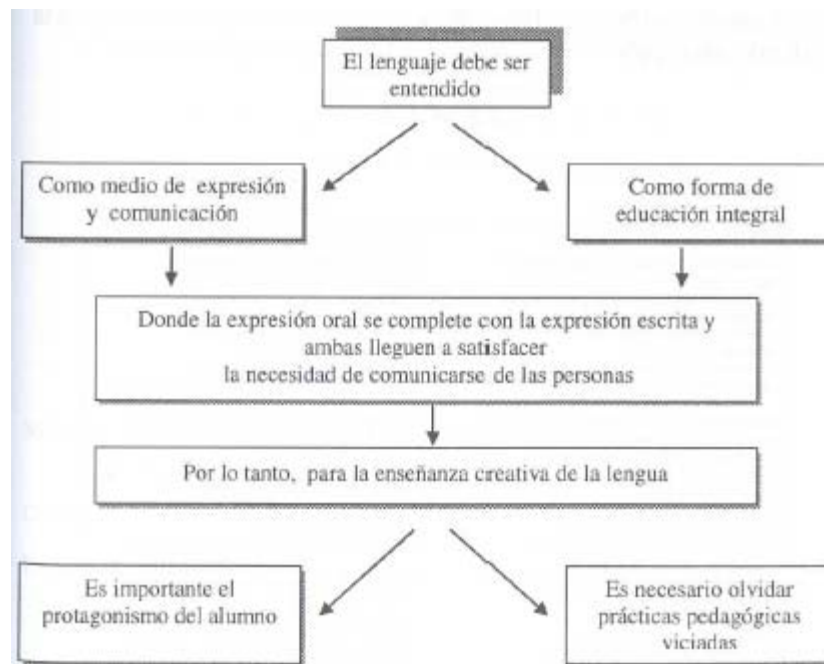 El lenguaje debe ser
entendido
Como medio de expresión
y comunicación
Como forma de
educación integral
Donde la expresión oral se complete con la expresión escrita y
ambas lleguen a satisfacer
la necesidad de comunicarse de las personas
Por lo tanto, para la enseñanza creativa de la lengua
Es importante el
protagonismo del alumno
Es necesario olvidar
prácticas pedagógicas
viciadas